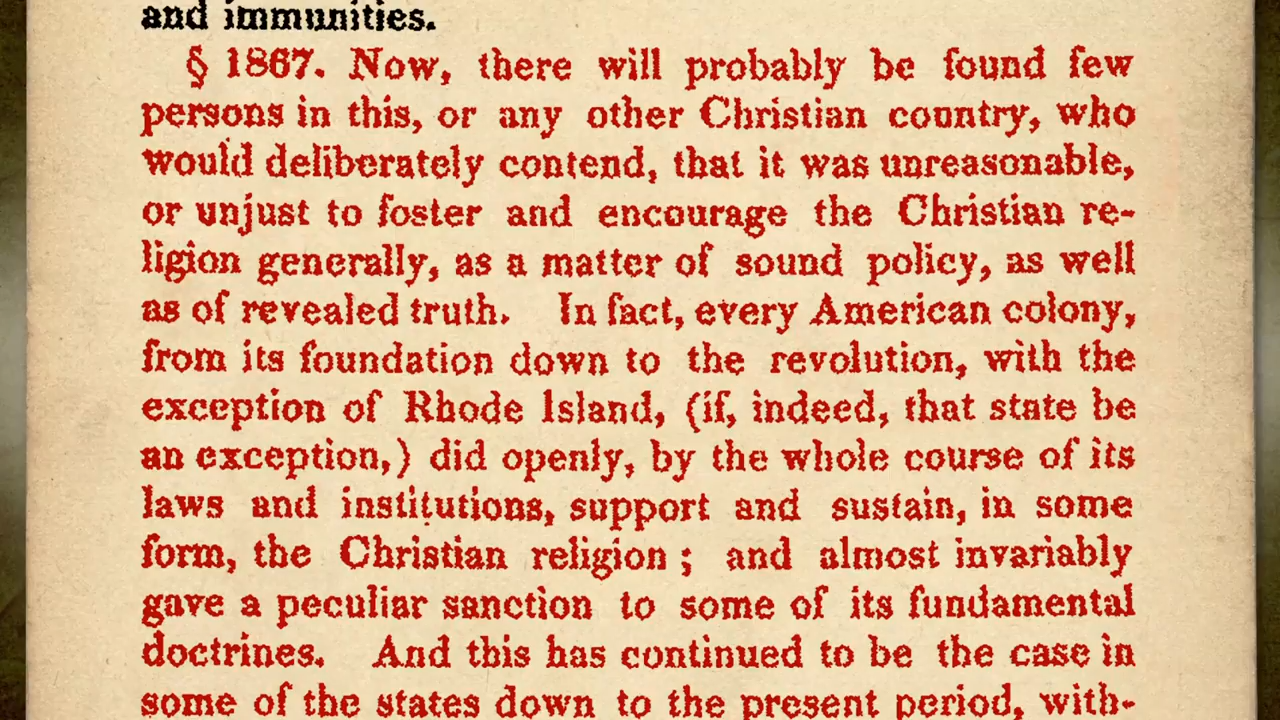 and immunities.
§ 1867. Now, there will probably be found few
persons in this, or any other Christian country, who
would deliberately contend, that it was unreasonable,
or unjust to foster and encourage the Christian re-
ligion generally, as a matter of sound policy, as well
as of revealed truth. In fact, every American colony,
from its foundation down to the revolution, with the
exception of Rhode Island, (if, indeed, that state be
an exception,) did openly, by the whole course of its
laws and institutions, support and sustain, in some
form, the Christian religion ; and almost invariably
gave a peculiar sanction to some of its fundamental
doctrines. And this has continued to be the case in
some of the states down to the present period, with-